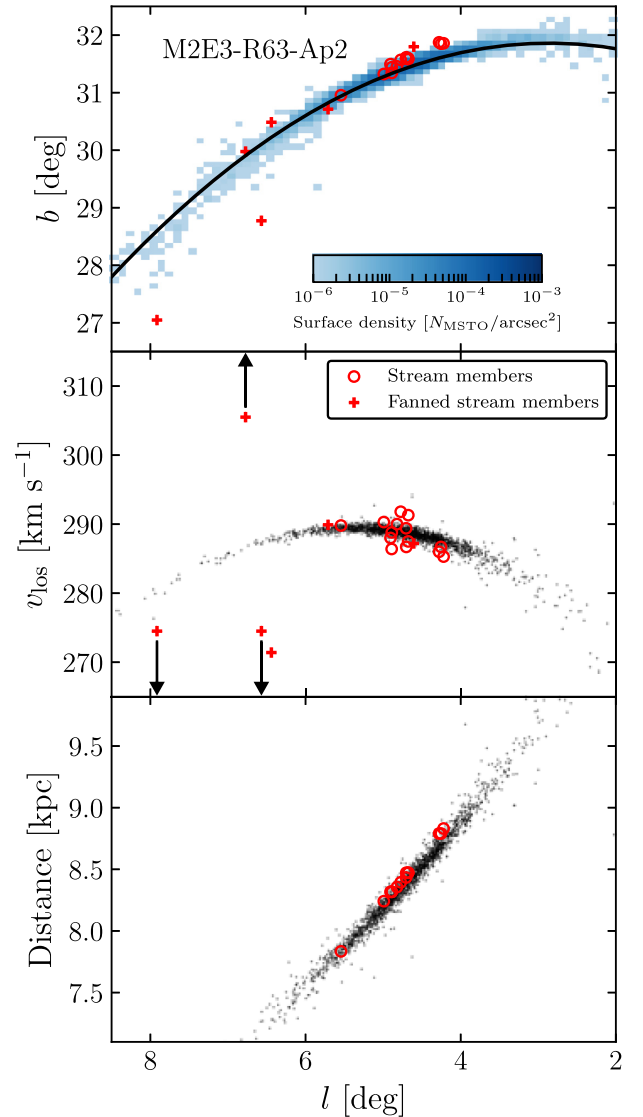 M2E3-R63-Ap2
32
31
30
29
28
27
b [deg]
10⁻⁶ 10⁻⁵ 10⁻⁴ 10⁻³
Surface density [N_MSTO/arcsec²]
310
300
290
280
270
v_los [km s⁻¹]
Stream members
Fanned stream members
9.5
9.0
8.5
8.0
7.5
Distance [kpc]
8 6 4 2
l [deg]